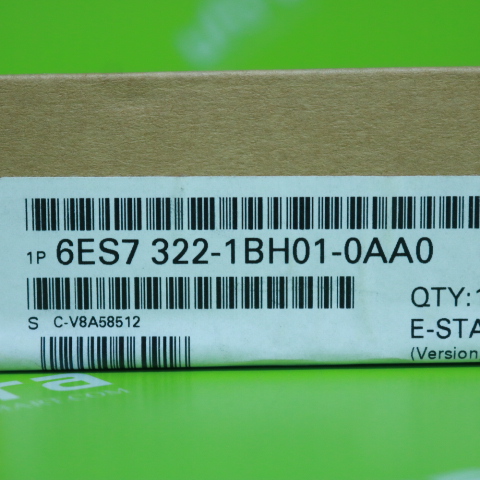 1P 6ES7 322-1BH01-0AA0
QTY:1
S C-V8A58512
E-STA
(Version